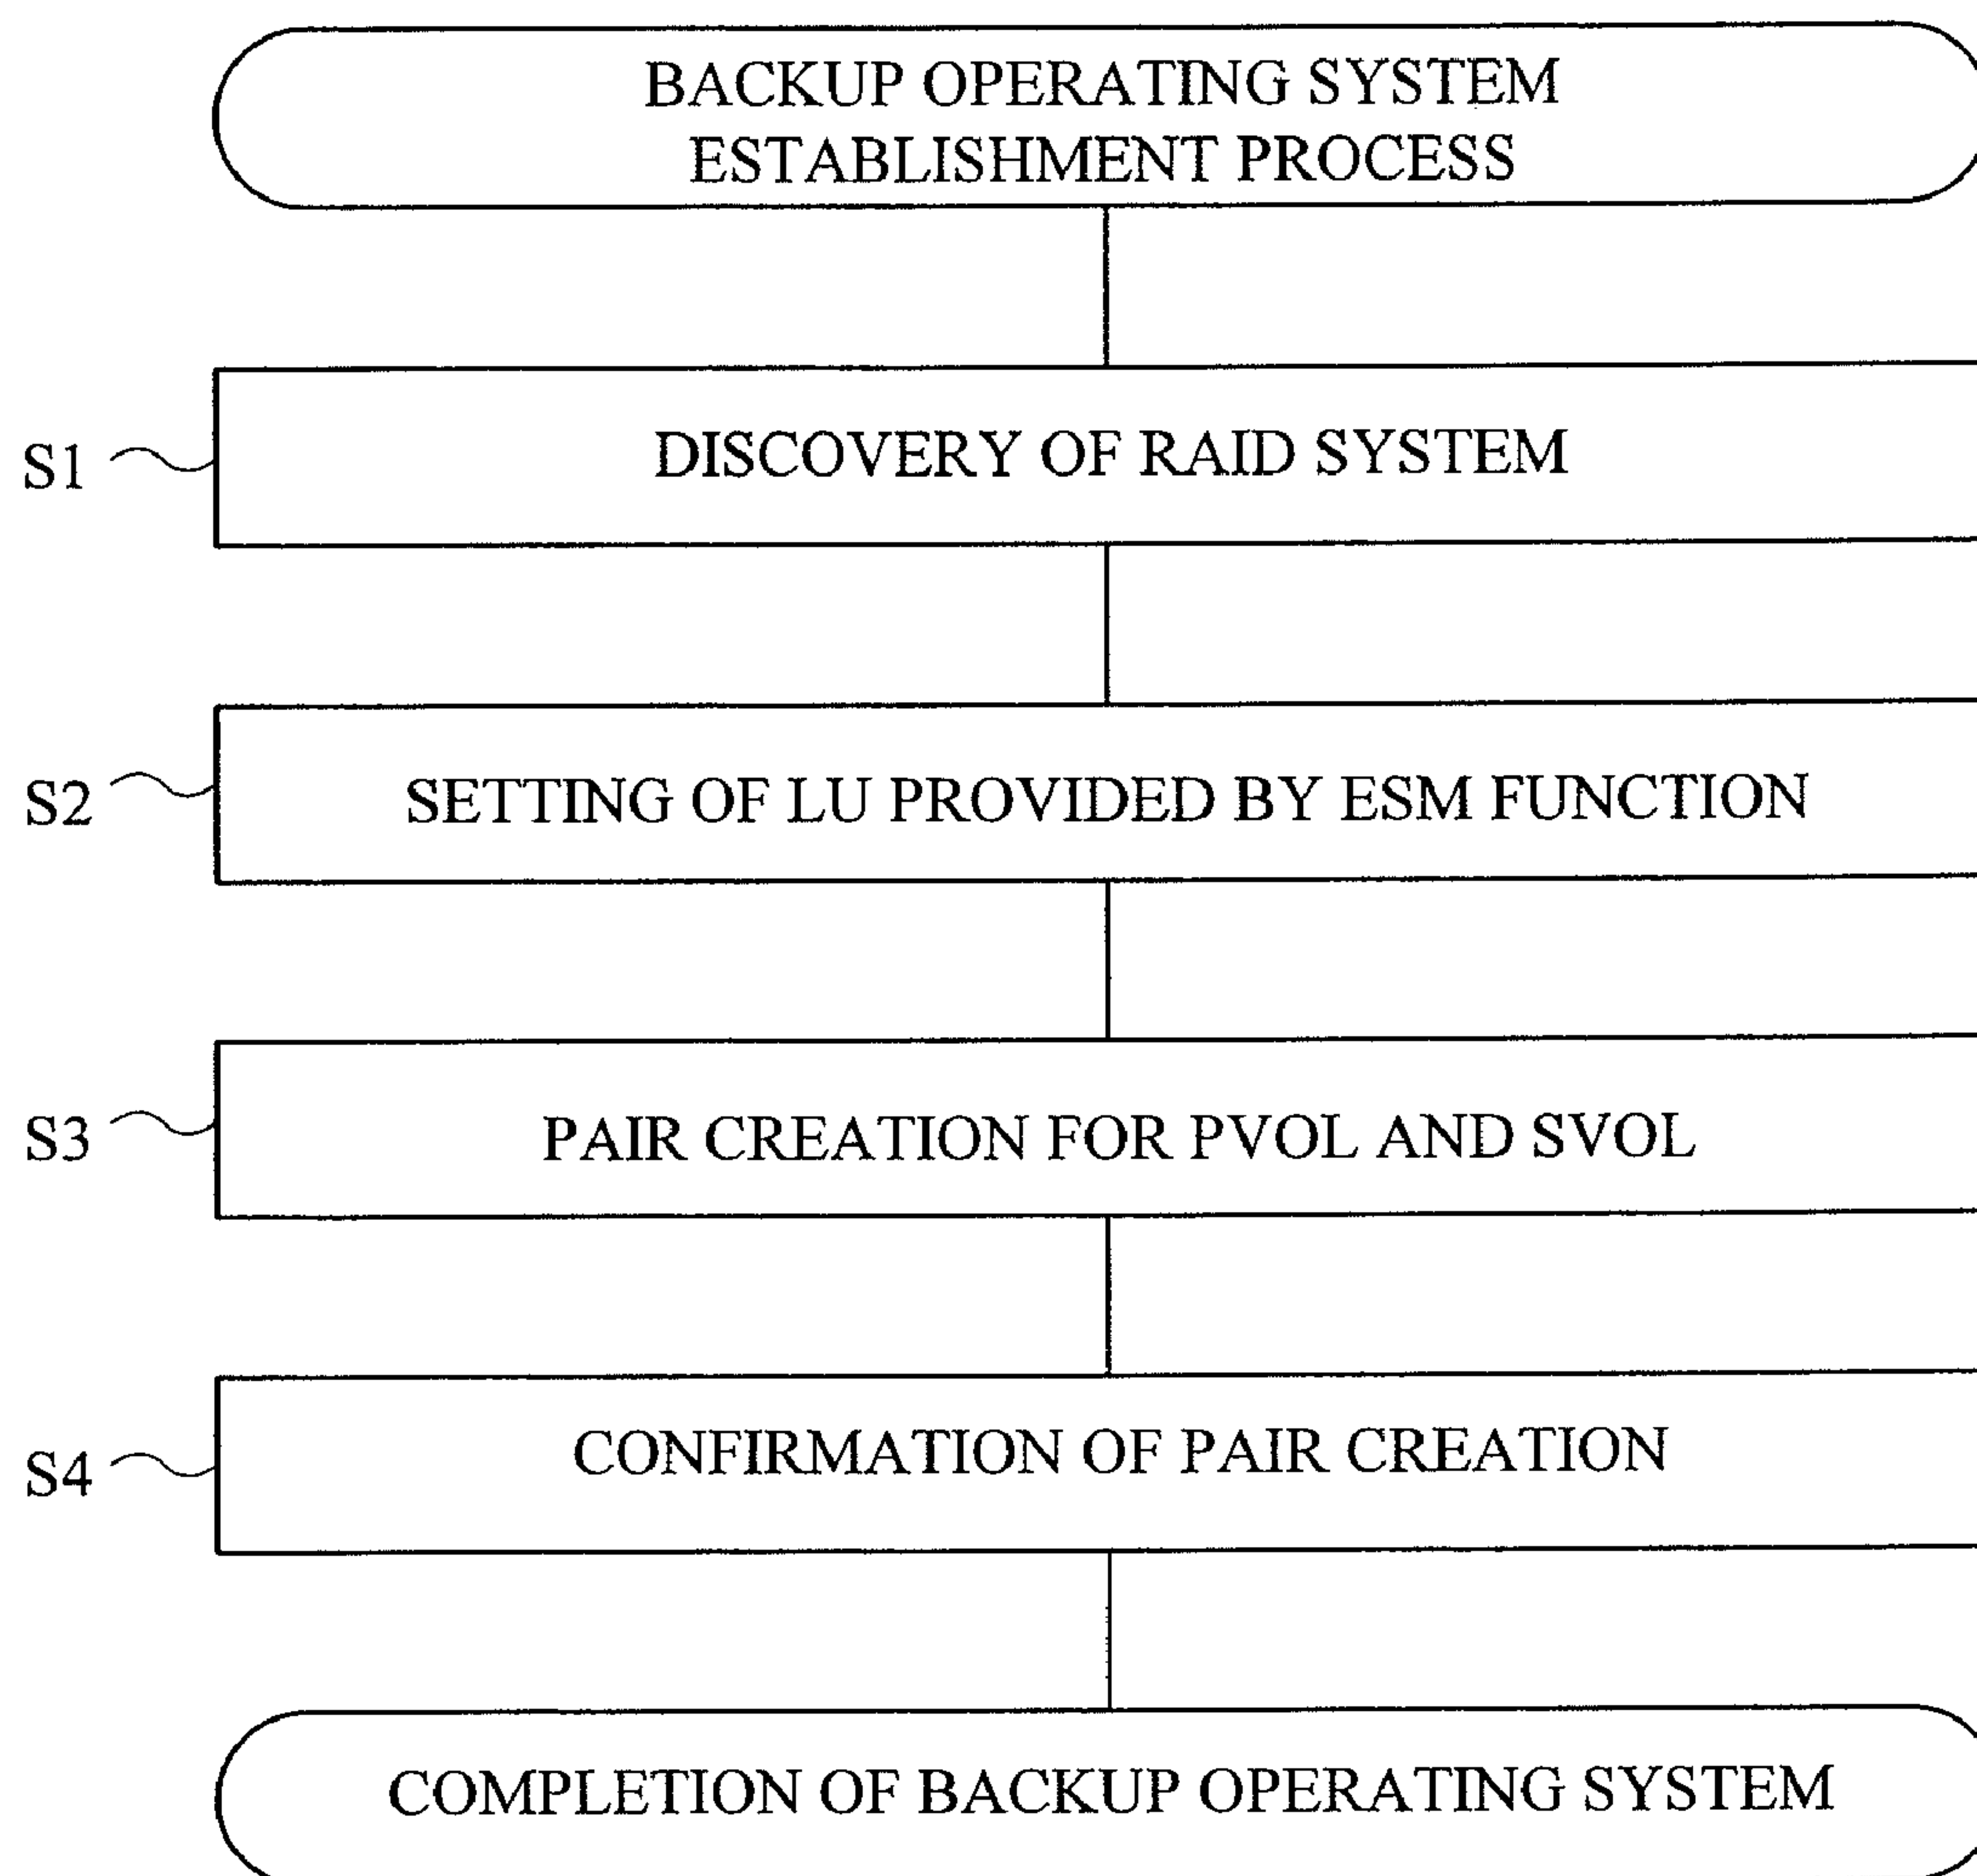 BACKUP OPERATING SYSTEM
ESTABLISHMENT PROCESS
S1 DISCOVERY OF RAID SYSTEM
S2 SETTING OF LU PROVIDED BY ESM FUNCTION
S3 PAIR CREATION FOR PVOL AND SVOL
S4 CONFIRMATION OF PAIR CREATION
COMPLETION OF BACKUP OPERATING SYSTEM